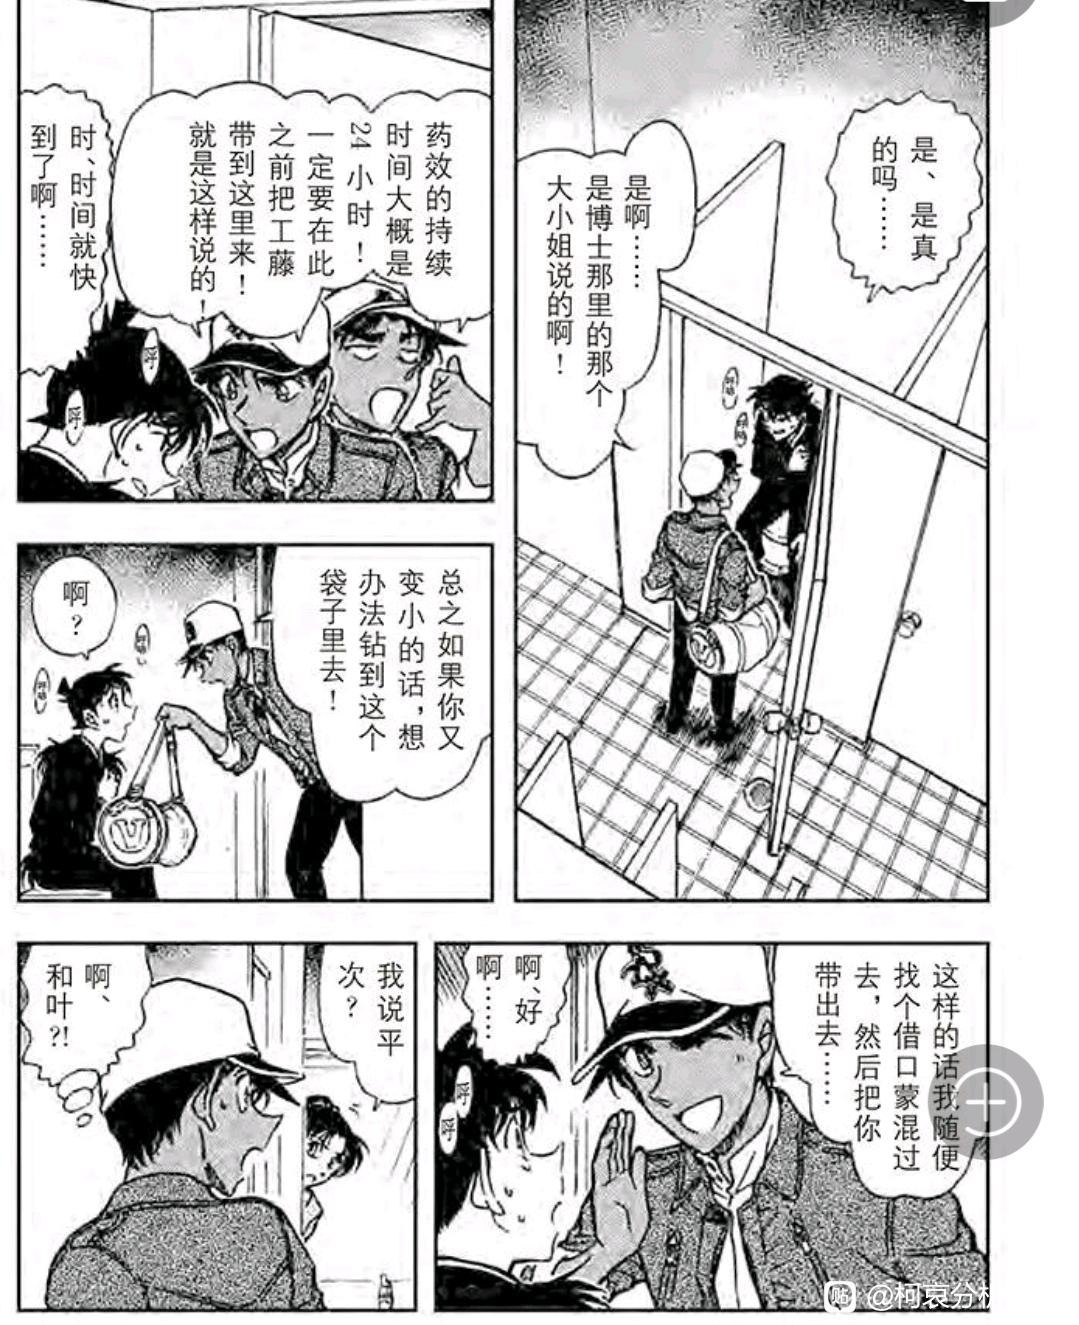 是、是真
的吗……
是啊……
是博士那里的那个
大小姐说的啊！
药效的持续
时间大概是
24小时！
一定要在此
之前把工藤
带到这里来！
就是这样说的！
时、时间就快
到了啊……
呼
呼
总之如果你又
变小的话，想
办法钻到这个
袋子里去！
啊？
这样的话我随便
找个借口蒙混过
去，然后把你
带出去……
啊、好
啊……
呼
呼
我说平
次？
啊、
和叶?!
贴 @柯哀分析